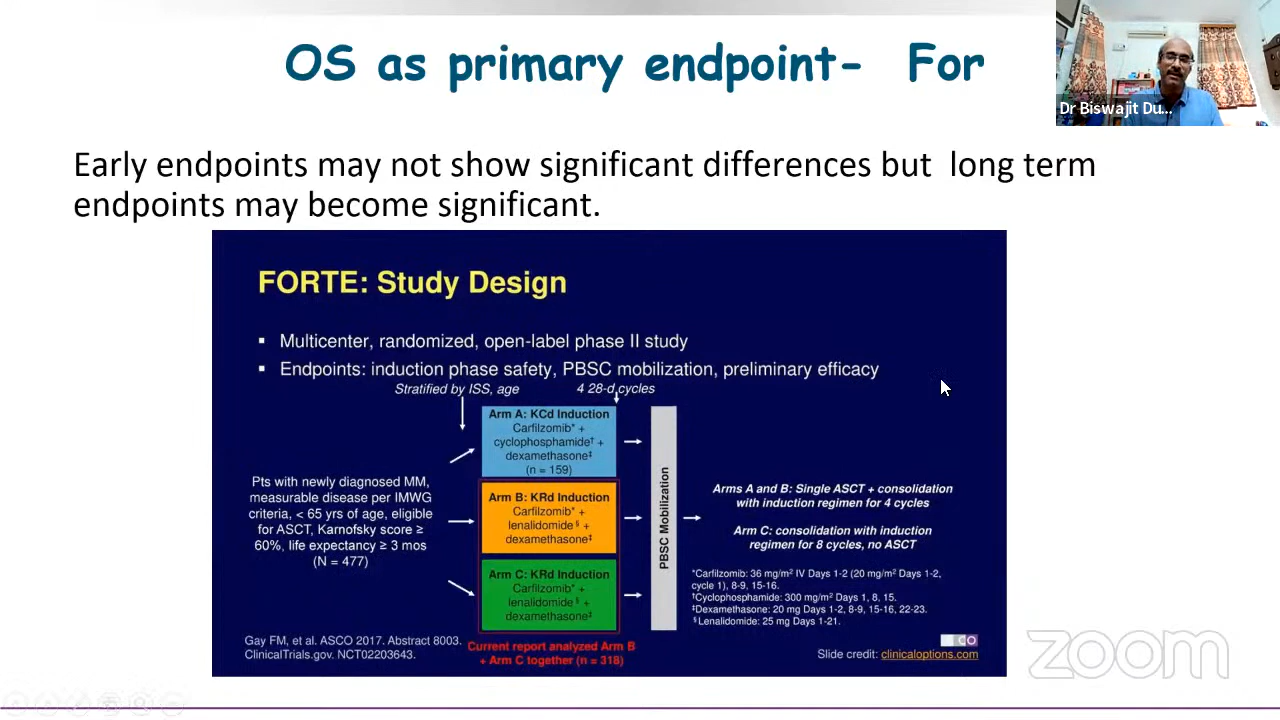 OS as primary endpoint- For
Dr Biswajit Du...
Early endpoints may not show significant differences but long term
endpoints may become significant.
FORTE: Study Design
▪ Multicenter, randomized, open-label phase II study
▪ Endpoints: induction phase safety, PBSC mobilization, preliminary efficacy
Stratified by ISS, age
4 28-d cycles
Pts with newly diagnosed MM,
measurable disease per IMWG
criteria, < 65 yrs of age, eligible
for ASCT, Karnofsky score ≥
60%, life expectancy ≥ 3 mos
(N = 477)
Arm A: KCd Induction
Carfilzomib* +
cyclophosphamide† +
dexamethasone‡
(n = 159)
Arm B: KRd Induction
Carfilzomib* +
lenalidomide§ +
dexamethasone‡
Arm C: KRd Induction
Carfilzomib* +
lenalidomide§ +
dexamethasone‡
PBSC Mobilization
Arms A and B: Single ASCT + consolidation
with induction regimen for 4 cycles
Arm C: consolidation with induction
regimen for 8 cycles, no ASCT
*Carfilzomib: 36 mg/m² IV Days 1-2 (20 mg/m² Days 1-2,
cycle 1), 8-9, 15-16.
†Cyclophosphamide: 300 mg/m² Days 1, 8, 15.
‡Dexamethasone: 20 mg Days 1-2, 8-9, 15-16, 22-23.
§Lenalidomide: 25 mg Days 1-21.
Gay FM, et al. ASCO 2017. Abstract 8003.
ClinicalTrials.gov. NCT02203643.
Current report analyzed Arm B
+ Arm C together (n = 318)
Slide credit: clinicaloptions.com
zoom